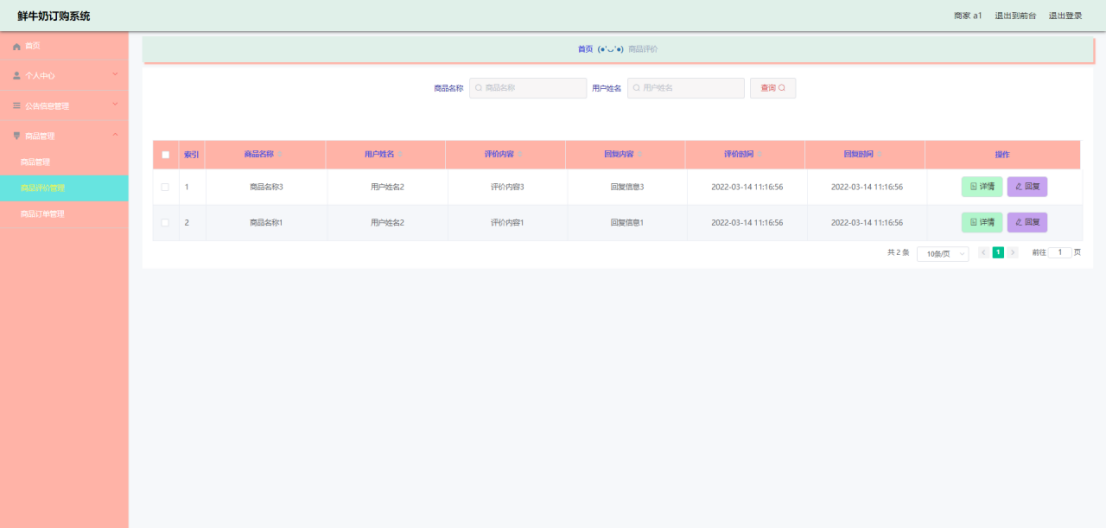 鲜牛奶订购系统
商家 a1 退出到前台 退出登录
首页
个人中心
公告信息管理
商品管理
商品管理
商品评价管理
商品订单管理
首页 (●'◡'●) 商品评价
商品名称 商品名称 用户姓名 用户姓名 查询
索引 商品名称 用户姓名 评价内容 回复内容 评价时间 回复时间 操作
1 商品名称3 用户姓名2 评价内容3 回复信息3 2022-03-14 11:16:56 2022-03-14 11:16:56 详情 回复
2 商品名称1 用户姓名2 评价内容1 回复信息1 2022-03-14 11:16:56 2022-03-14 11:16:56 详情 回复
共 2 条 10条/页 1 前往 1 页